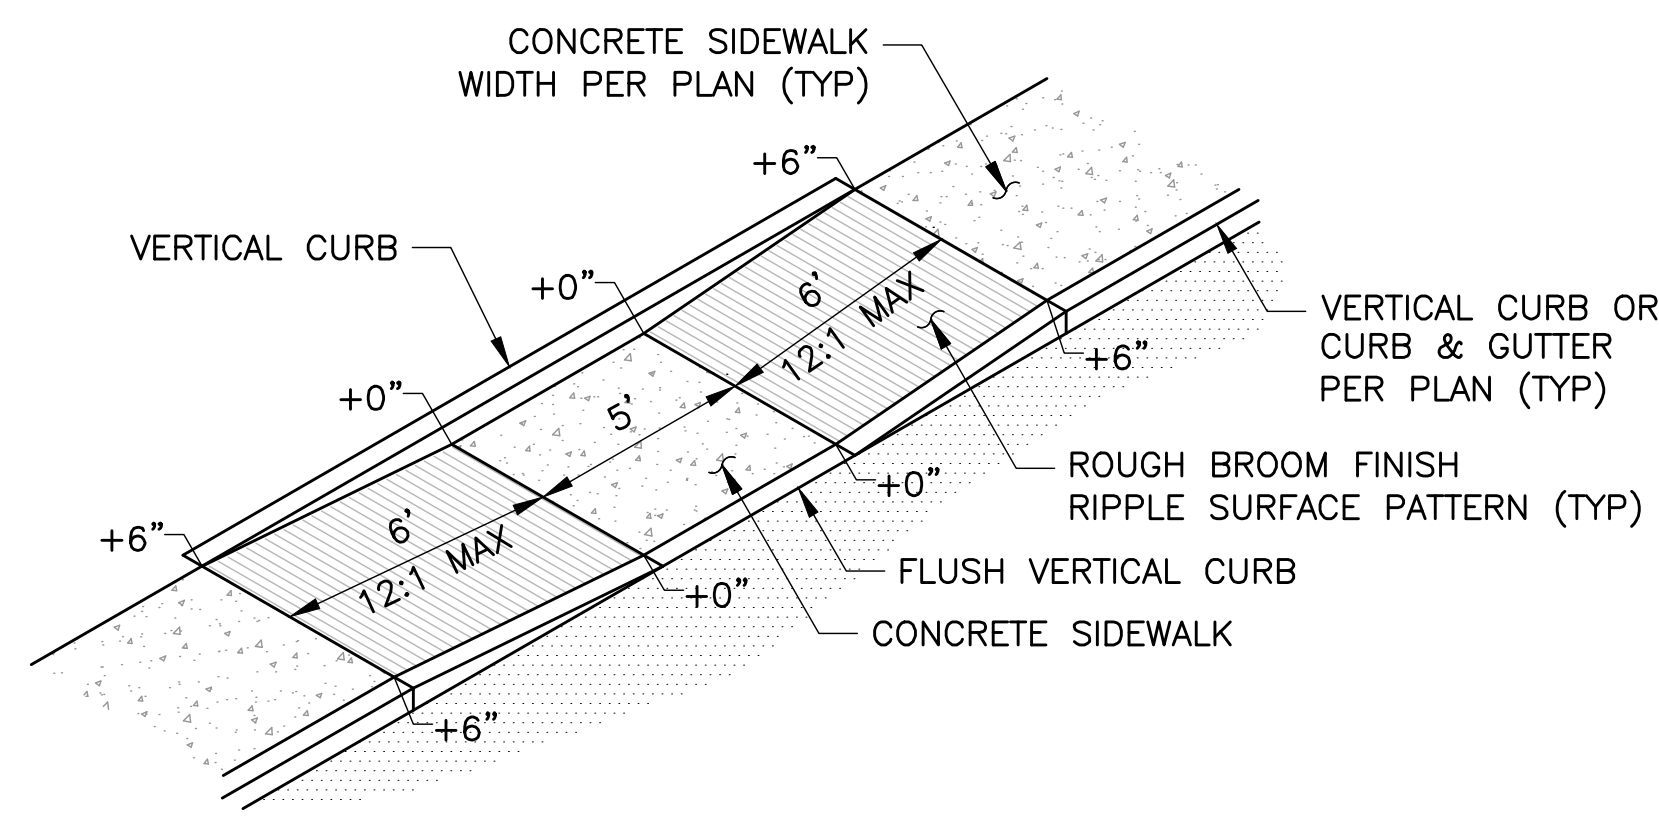 CONCRETE SIDEWALK
WIDTH PER PLAN (TYP)
+6”
VERTICAL CURB
+0”
6’
12:1 MAX
VERTICAL CURB OR
CURB & GUTTER
PER PLAN (TYP)
+6”
+0”
5’
ROUGH BROOM FINISH
RIPPLE SURFACE PATTERN (TYP)
+0”
+6”
6’
12:1 MAX
FLUSH VERTICAL CURB
+0”
CONCRETE SIDEWALK
+6”